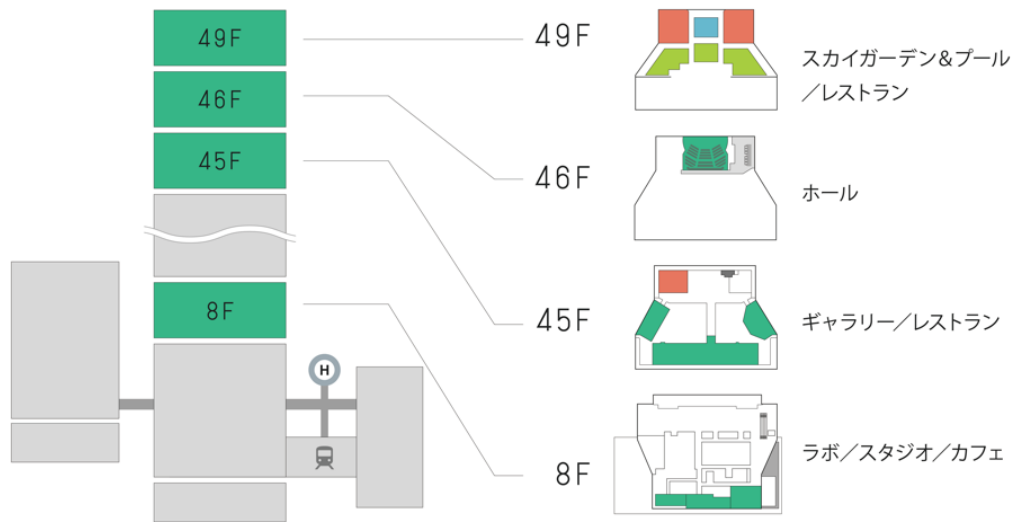 49F
46F
45F
8F
H
49F
スカイガーデン&プール
/レストラン
46F
ホール
45F
ギャラリー/レストラン
8F
ラボ/スタジオ/カフェ